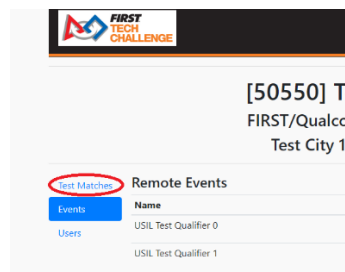 FIRST
TECH
CHALLENGE
[50550] T
FIRST/Qualco
Test City 1
Test Matches
Remote Events
Events
Name
Users
USIL Test Qualifier 0
USIL Test Qualifier 1